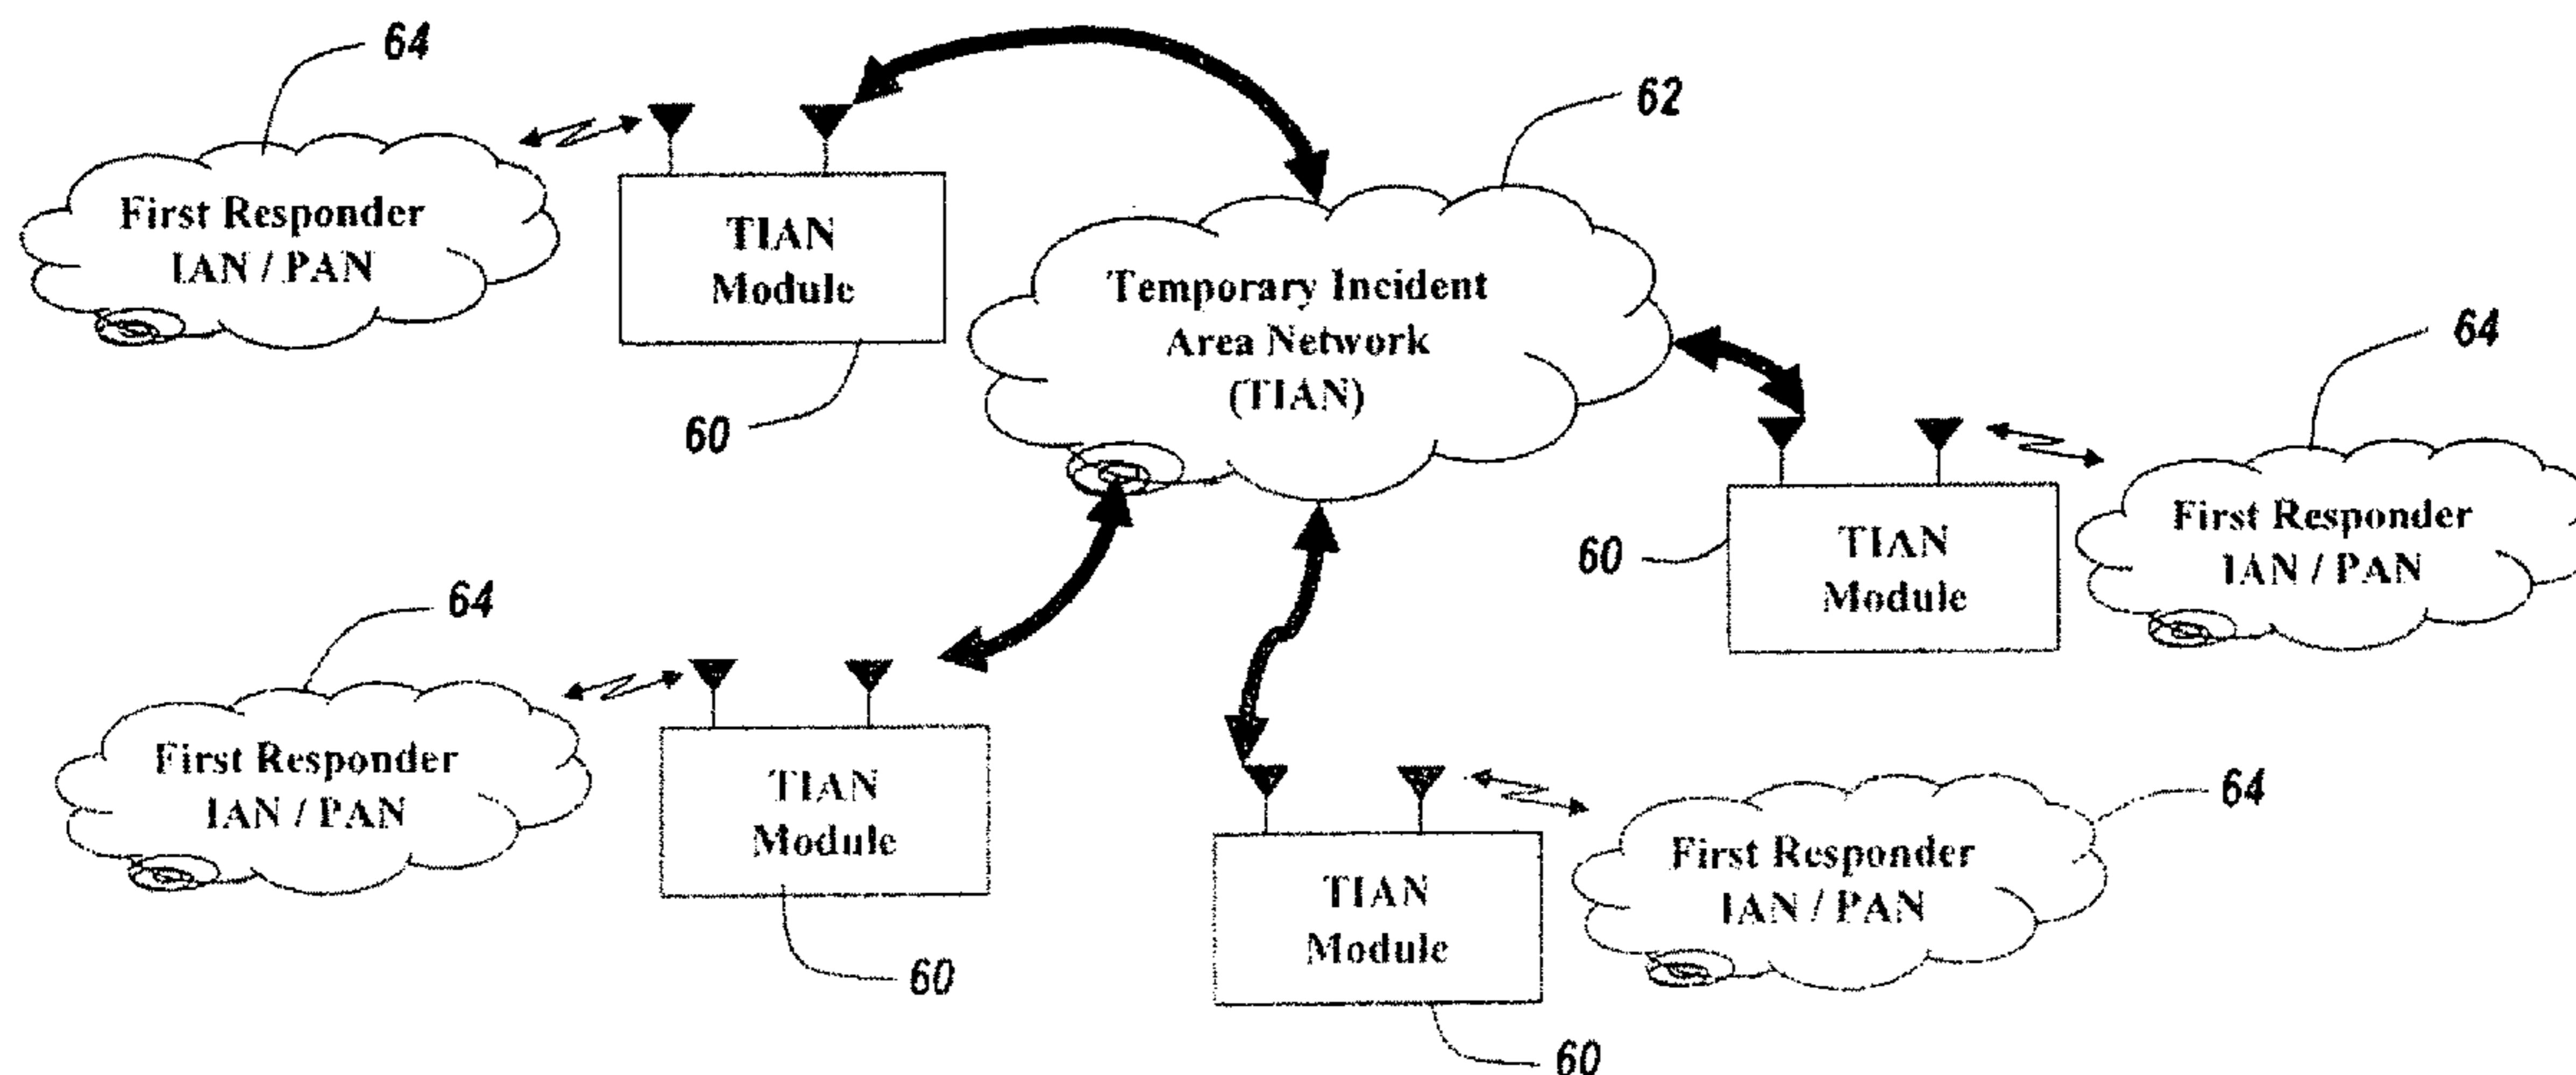 64
62
First Responder
IAN / PAN
TIAN
Module
60
Temporary Incident
Area Network
(TIAN)
64
60
TIAN
Module
First Responder
IAN / PAN
64
First Responder
IAN / PAN
TIAN
Module
60
64
TIAN
Module
60
First Responder
IAN / PAN